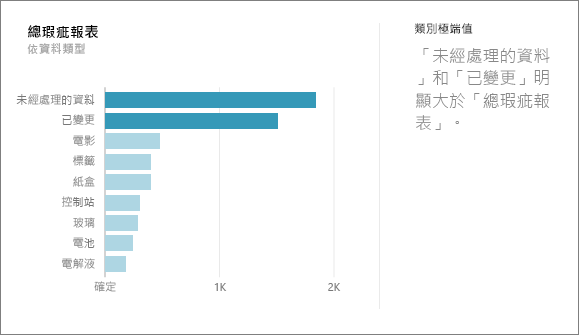 總瑕疵報表
依資料類型
未經處理的資料
已變更
電影
標籤
紙盒
控制站
玻璃
電池
電解液
確定
1K
2K
類別極端值
「未經處理的資料
」和「已變更」明
顯大於「總瑕疵報
表」。